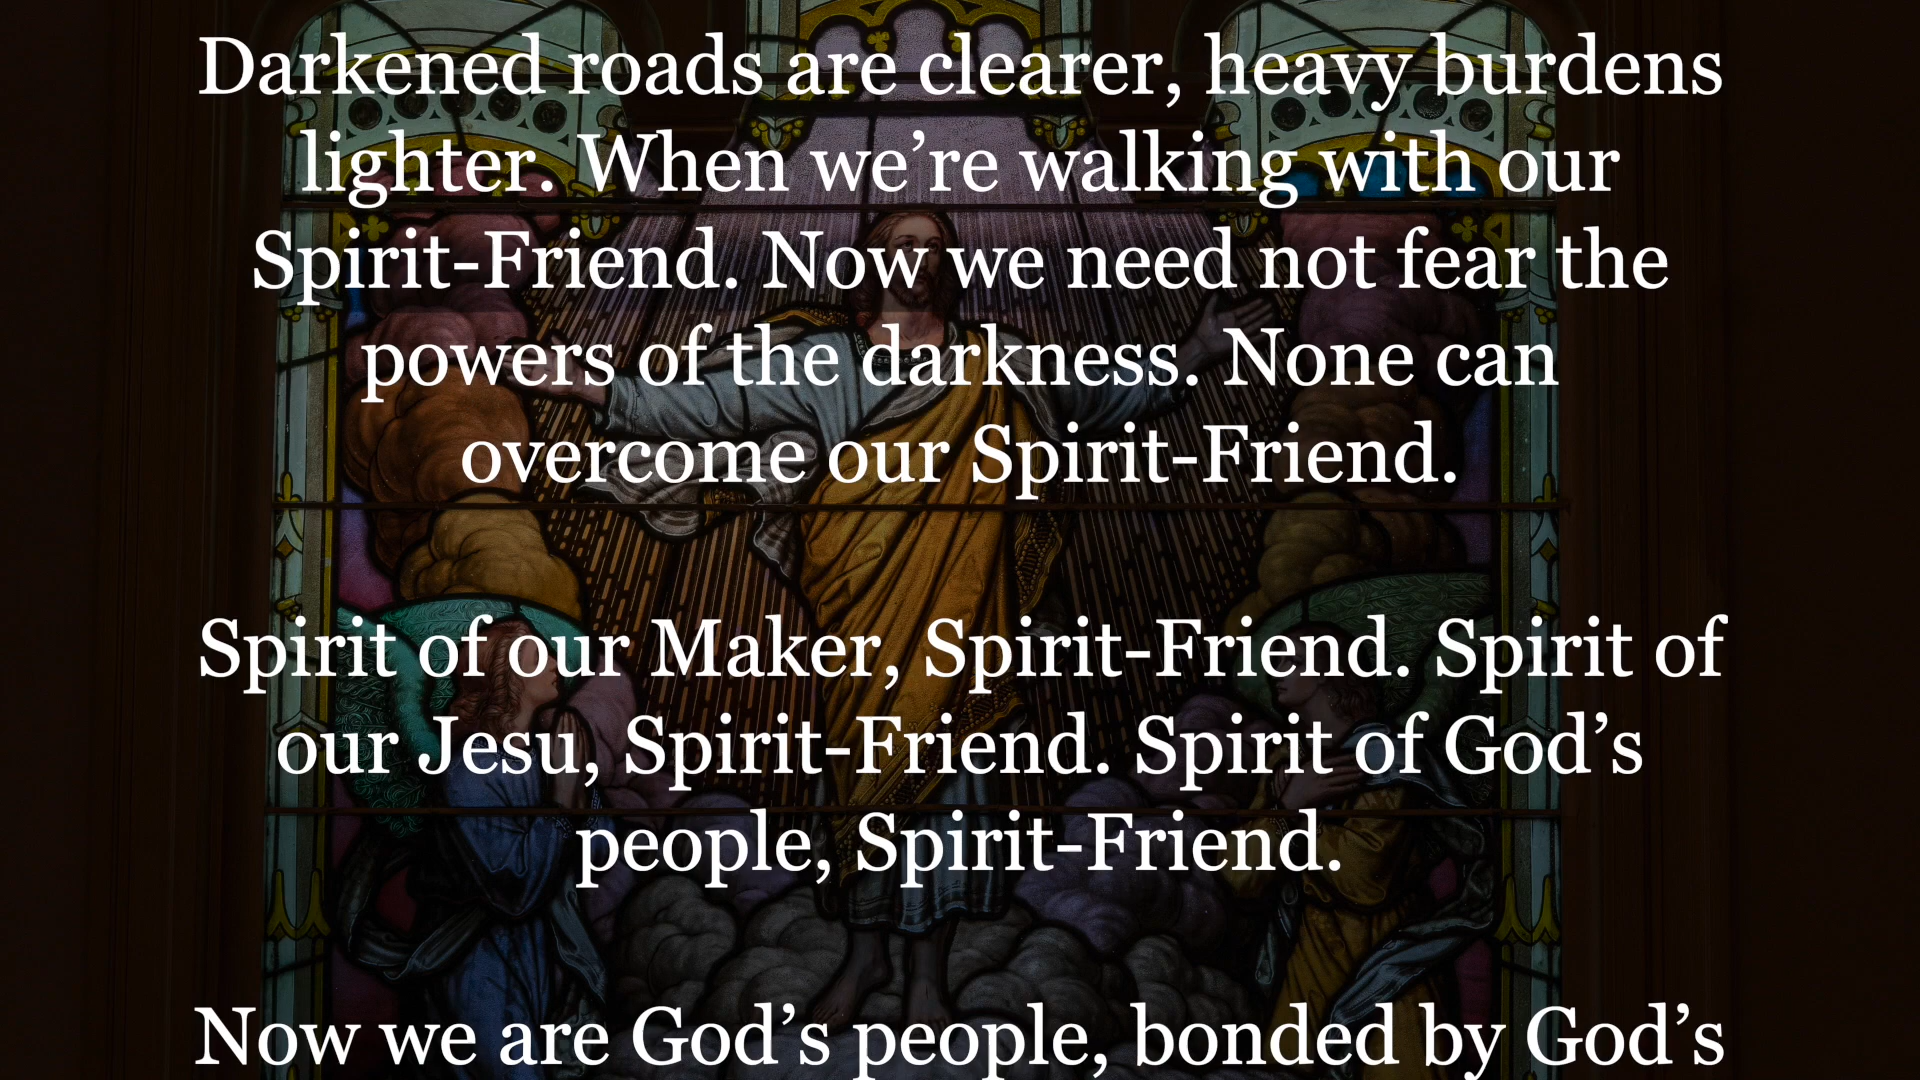 Darkened roads are clearer, heavy burdens
lighter. When we’re walking with our
Spirit-Friend. Now we need not fear the
powers of the darkness. None can
overcome our Spirit-Friend.
Spirit of our Maker, Spirit-Friend. Spirit of
our Jesu, Spirit-Friend. Spirit of God’s
people, Spirit-Friend.
Now we are God’s people, bonded by God’s